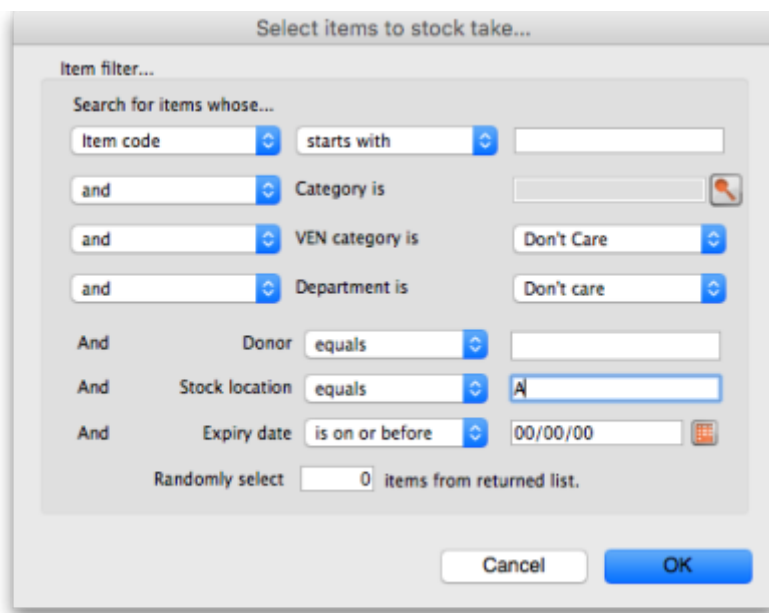 Select items to stock take...
Item filter...
Search for items whose...
Item code starts with
and Category is
and VEN category is Don't Care
and Department is Don't care
And Donor equals
And Stock location equals A
And Expiry date is on or before 00/00/00
Randomly select 0 items from returned list.
Cancel OK